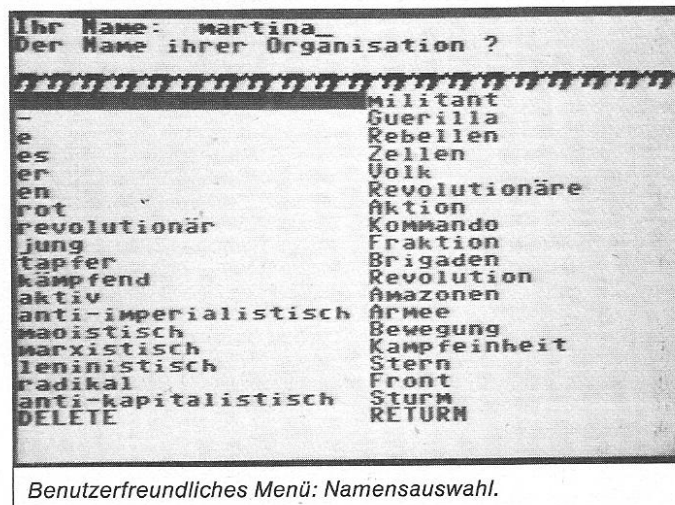 Ihr Name: martina_
Der Name ihrer Organisation ?
militant
- Guerilla
e Rebellen
es Zellen
er Volk
en Revolutionäre
rot Aktion
revolutionär Kommando
jung Fraktion
tapfer Brigaden
kämpfend Revolution
aktiv Amazonen
anti-imperialistisch Armee
maoistisch Bewegung
marxistisch Kampfeinheit
leninistisch Stern
radikal Front
anti-kapitalistisch Sturm
DELETE RETURN
Benutzerfreundliches Menü: Namensauswahl.